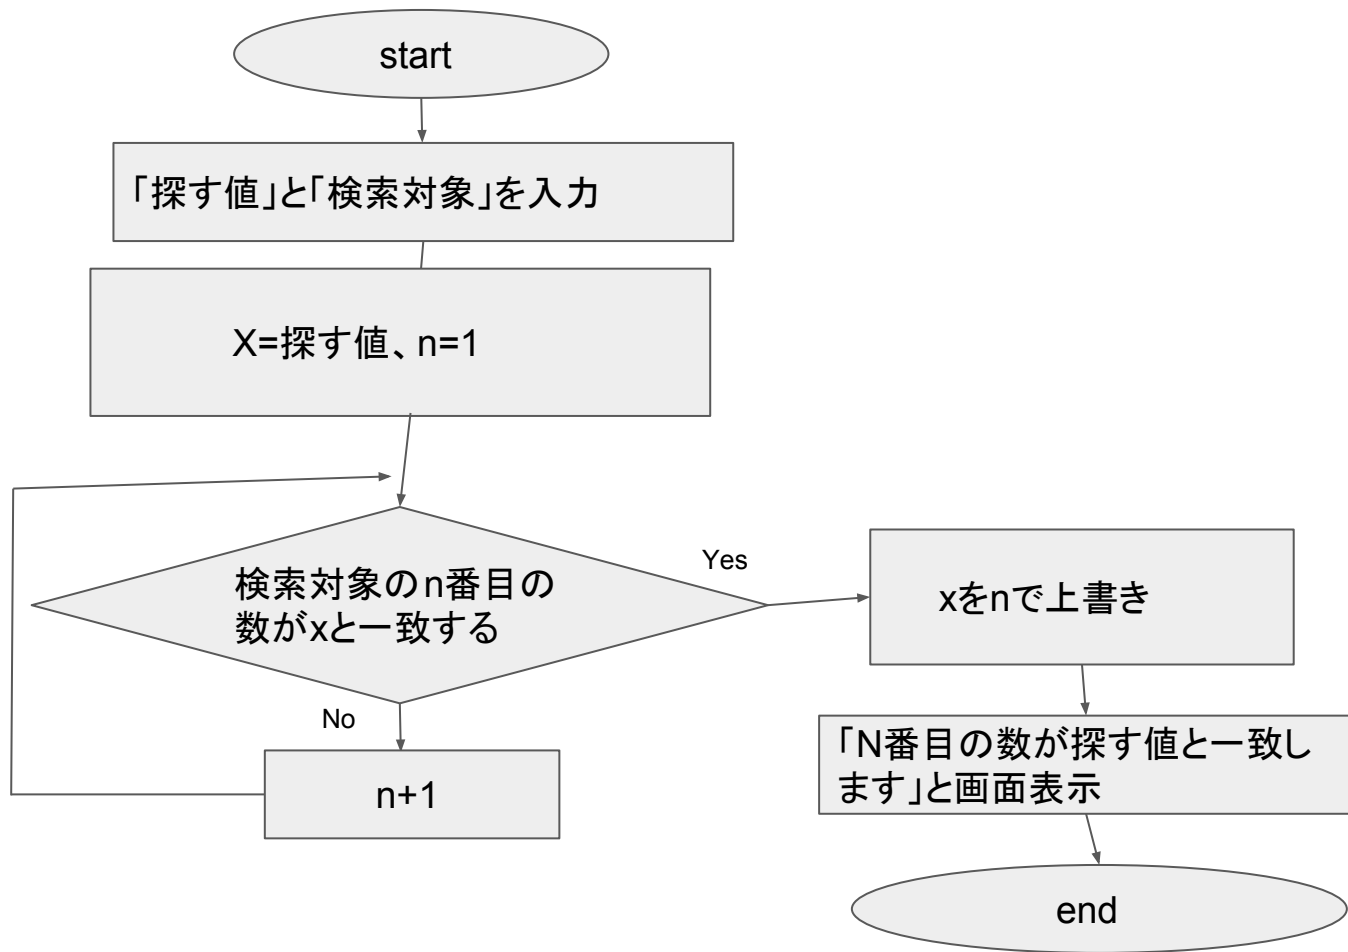 start
「探す値」と「検索対象」を入力
X=探す値、n=1
検索対象のn番目の
数がxと一致する
Yes
xをnで上書き
No
n+1
「N番目の数が探す値と一致し
ます」と画面表示
end